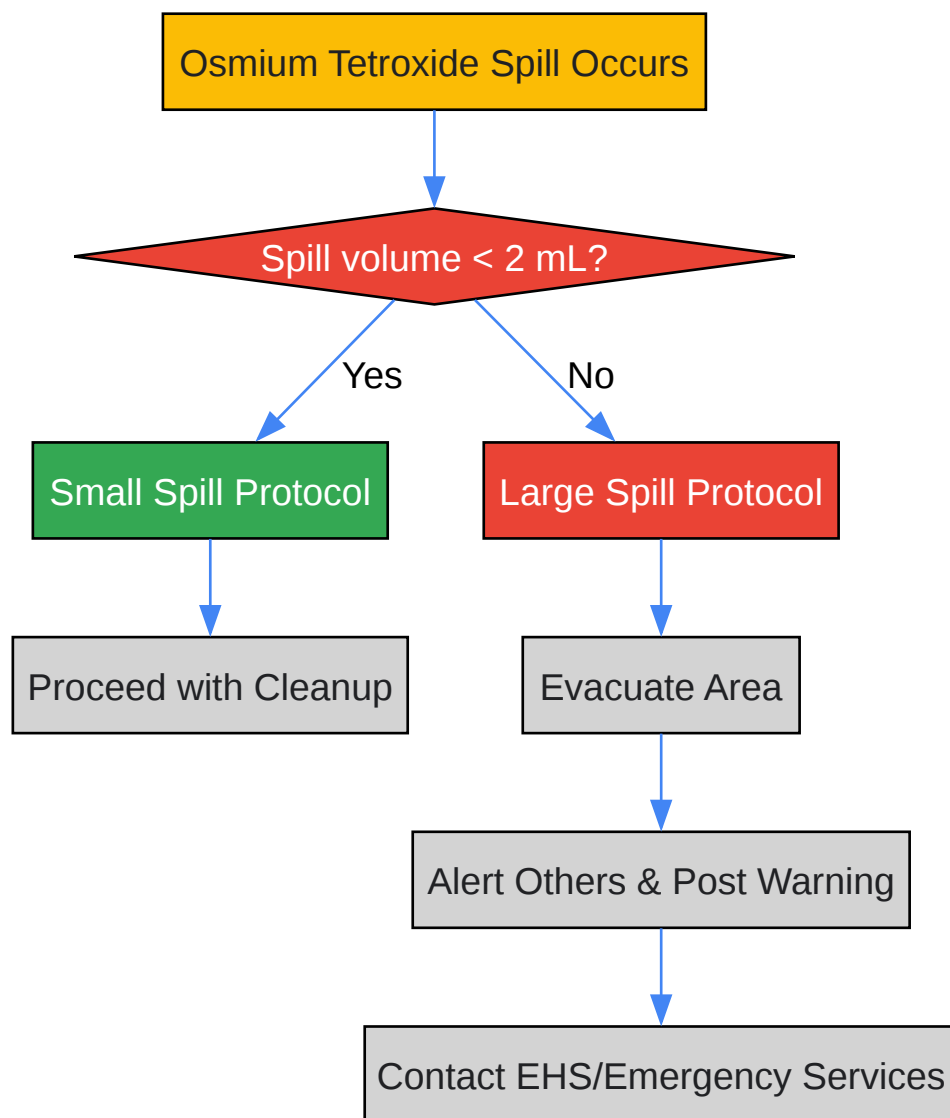 Osmium Tetroxide Spill Occurs
Spill volume < 2 mL?
Yes
No
Small Spill Protocol
Large Spill Protocol
Proceed with Cleanup
Evacuate Area
Alert Others & Post Warning
Contact EHS/Emergency Services